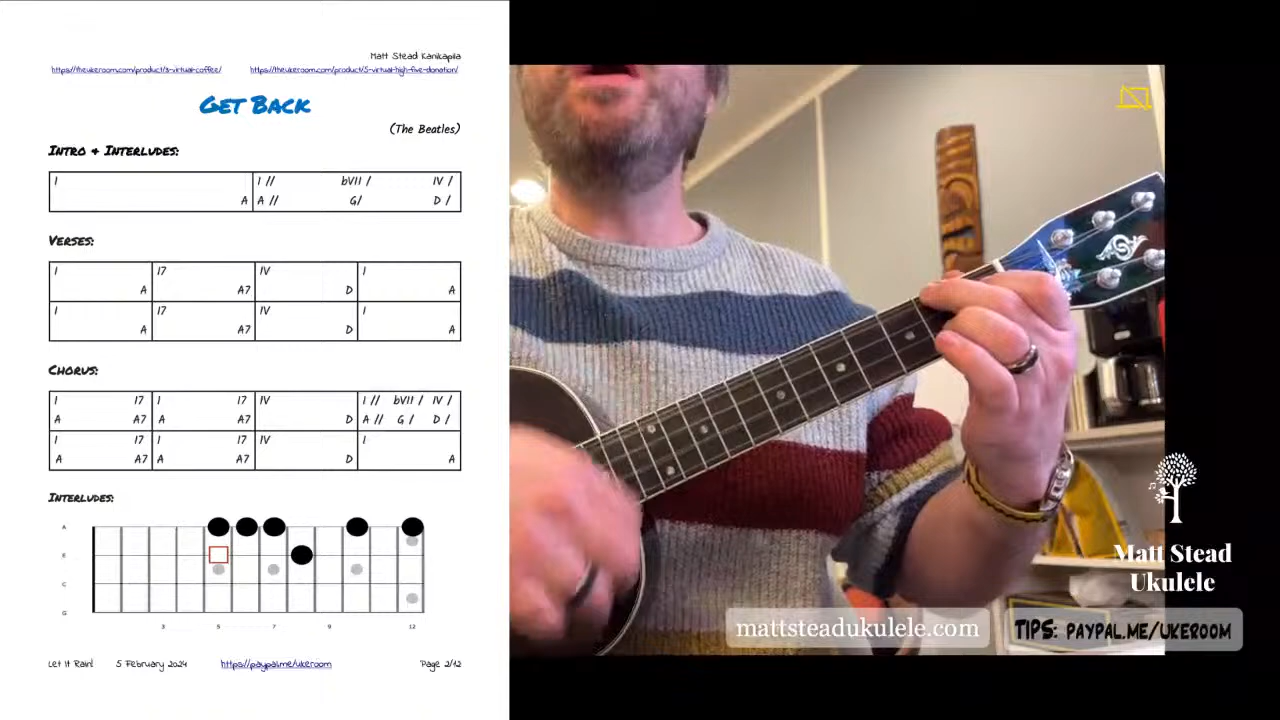 Matt Stead Kanikapila
https://theukeroom.com/product/3-virtual-coffee/ https://theukeroom.com/product/5-virtual-high-five-donation/
Get Back
(The Beatles)
Intro & Interludes:
I I // bVII / IV /
A A // G/ D /
Verses:
I I7 IV I
A A7 D A
I I7 IV I
A A7 D A
Chorus:
I I7 I I7 IV I // bVII / IV /
A A7 A A7 D A // G / D /
I I7 I I7 IV I
A A7 A A7 D A
Interludes:
A
E
C
G
3 5 7 9 12
Let It Rain! 5 February 2024 https://paypal.me/ukeroom Page 2/12
Matt Stead
Ukulele
mattsteadukulele.com
TIPS: PAYPAL.ME/UKEROOM